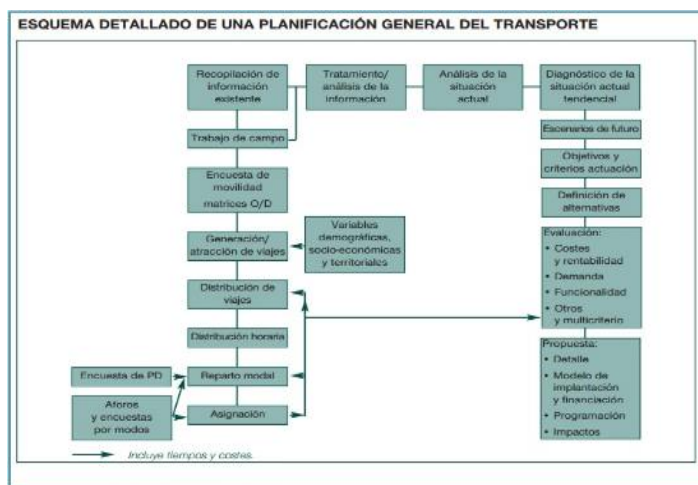 ESQUEMA DETALLADO DE UNA PLANIFICACIÓN GENERAL DEL TRANSPORTE
Recopilación de
información
existente
Tratamiento/
análisis de la
información
Análisis de la
situación
actual
Diagnóstico de la
situación actual
tendencial
Trabajo de campo
Escenarios de futuro
Encuesta de
movilidad
matrices O/D
Objetivos y
criterios actuación
Definición de
alternativas
Generación/
atracción de viajes
Variables
demográficas,
socio-económicas
y territoriales
Evaluación:
• Costes
y rentabilidad
• Demanda
• Funcionalidad
• Otros
y multicriterio
Distribución de
viajes
Distribución horaria
Encuesta de PD
Reparto modal
Aforos
y encuestas
por modos
Asignación
Propuesta:
• Detalle
• Modelo de
implantación
y financiación
• Programación
• Impactos
Incluye tiempos y costes.